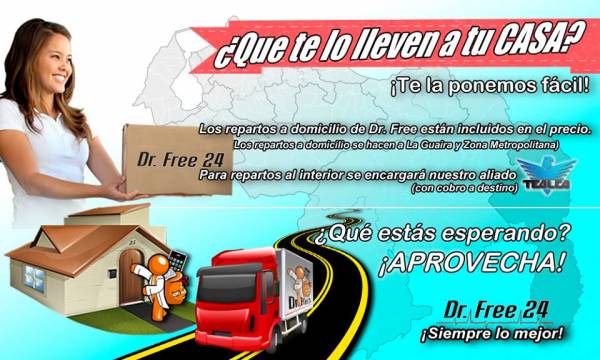 ¿Que te lo lleven a tu CASA?
¡Te la ponemos fácil!
Los repartos a domicilio de Dr. Free están incluidos en el precio.
(Los repartos a domicilio se hacen a La Guaira y Zona Metropolitana)
Dr. Free 24
Para repartos al interior se encargará nuestro aliado TEALCA
(con cobro a destino)
¿Qué estás esperando?
¡APROVECHA!
25
Dr. Free
Dr. Free 24
¡Siempre lo mejor!